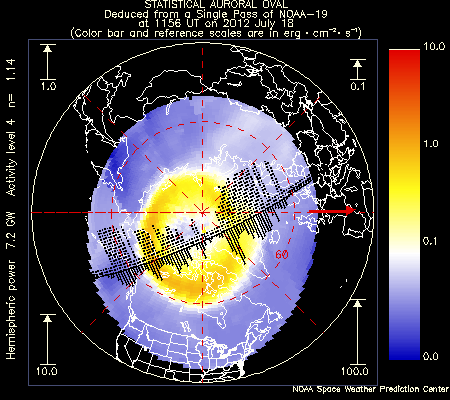 STATISTICAL AURORAL OVAL
Deduced from a Single Pass of NOAA-19
at 1156 UT on 2012 July 18
(Color bar and reference scales are in erg · cm⁻² · s⁻¹)
Hemispheric power 7.2 GW Activity level 4 n= 1.14
1.0
0.1
10.0
100.0
60
10.0
1.0
0.1
0.0
NOAA Space Weather Prediction Center